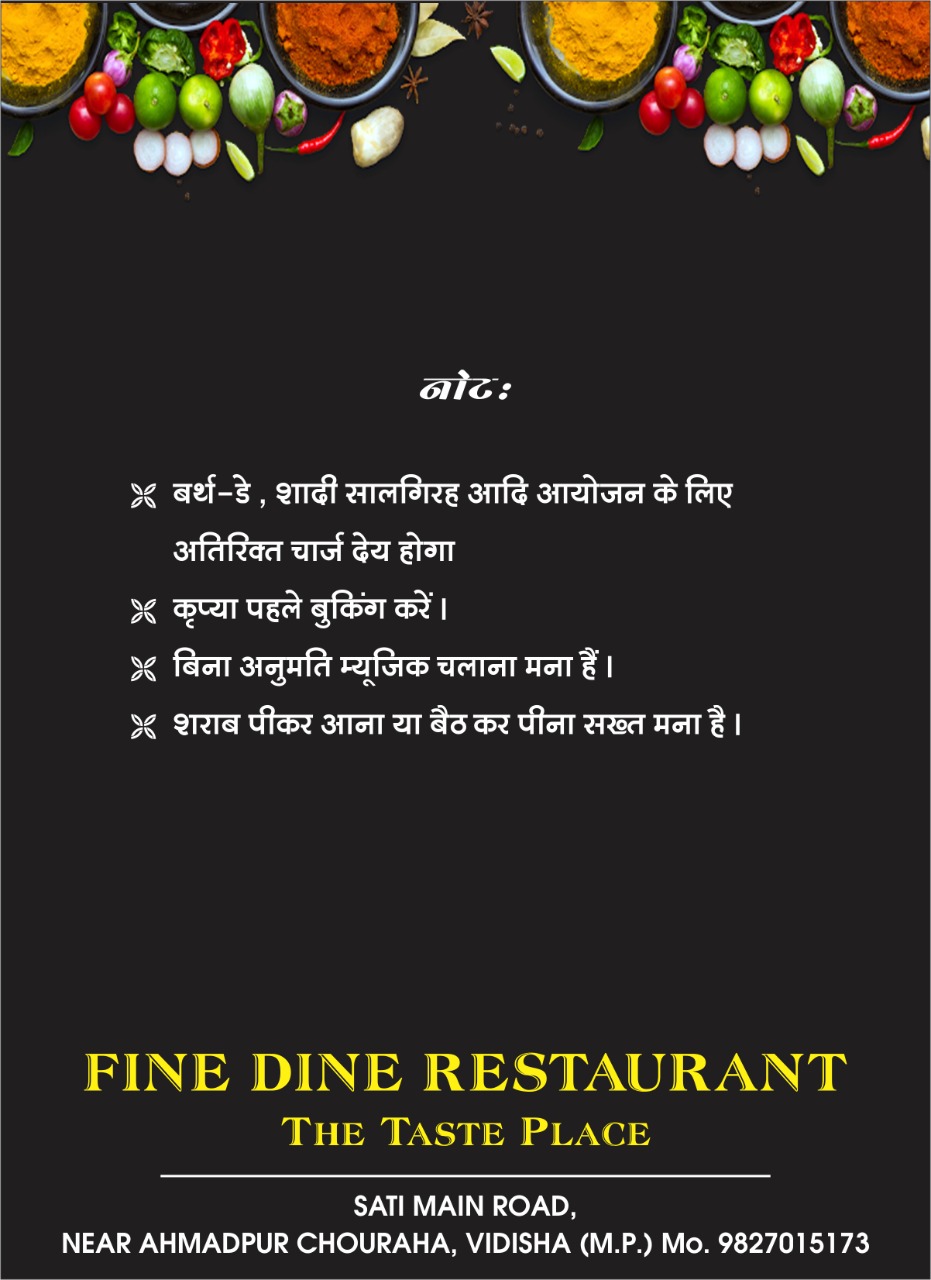 नोट:
बर्थ-डे , शादी सालगिरह आदि आयोजन के लिए
अतिरिक्त चार्ज देय होगा
कृप्या पहले बुकिंग करें।
बिना अनुमति म्यूजिक चलाना मना हैं।
शराब पीकर आना या बैठ कर पीना सख्त मना है।
FINE DINE RESTAURANT
THE TASTE PLACE
SATI MAIN ROAD,
NEAR AHMADPUR CHOURAHA, VIDISHA (M.P.) Mo. 9827015173